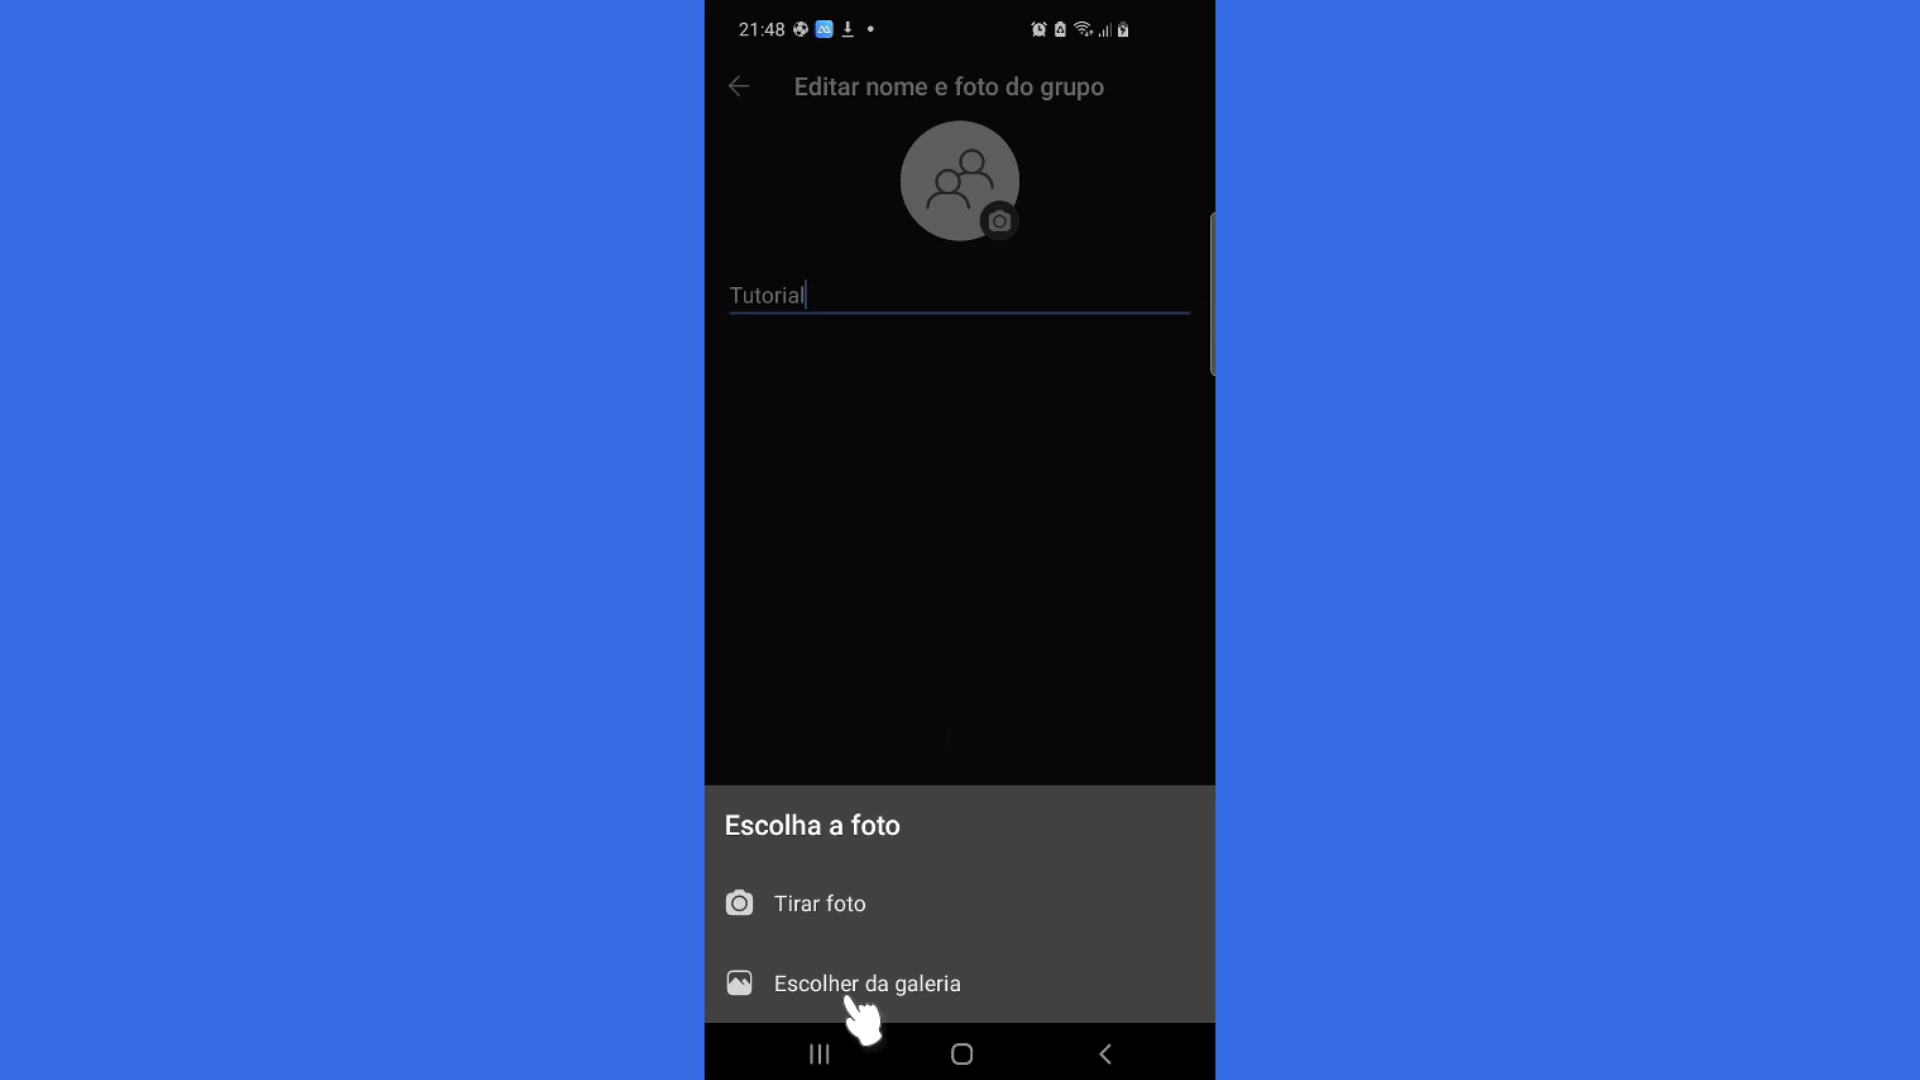 21:48
Editar nome e foto do grupo
Tutorial
Escolha a foto
Tirar foto
Escolher da galeria